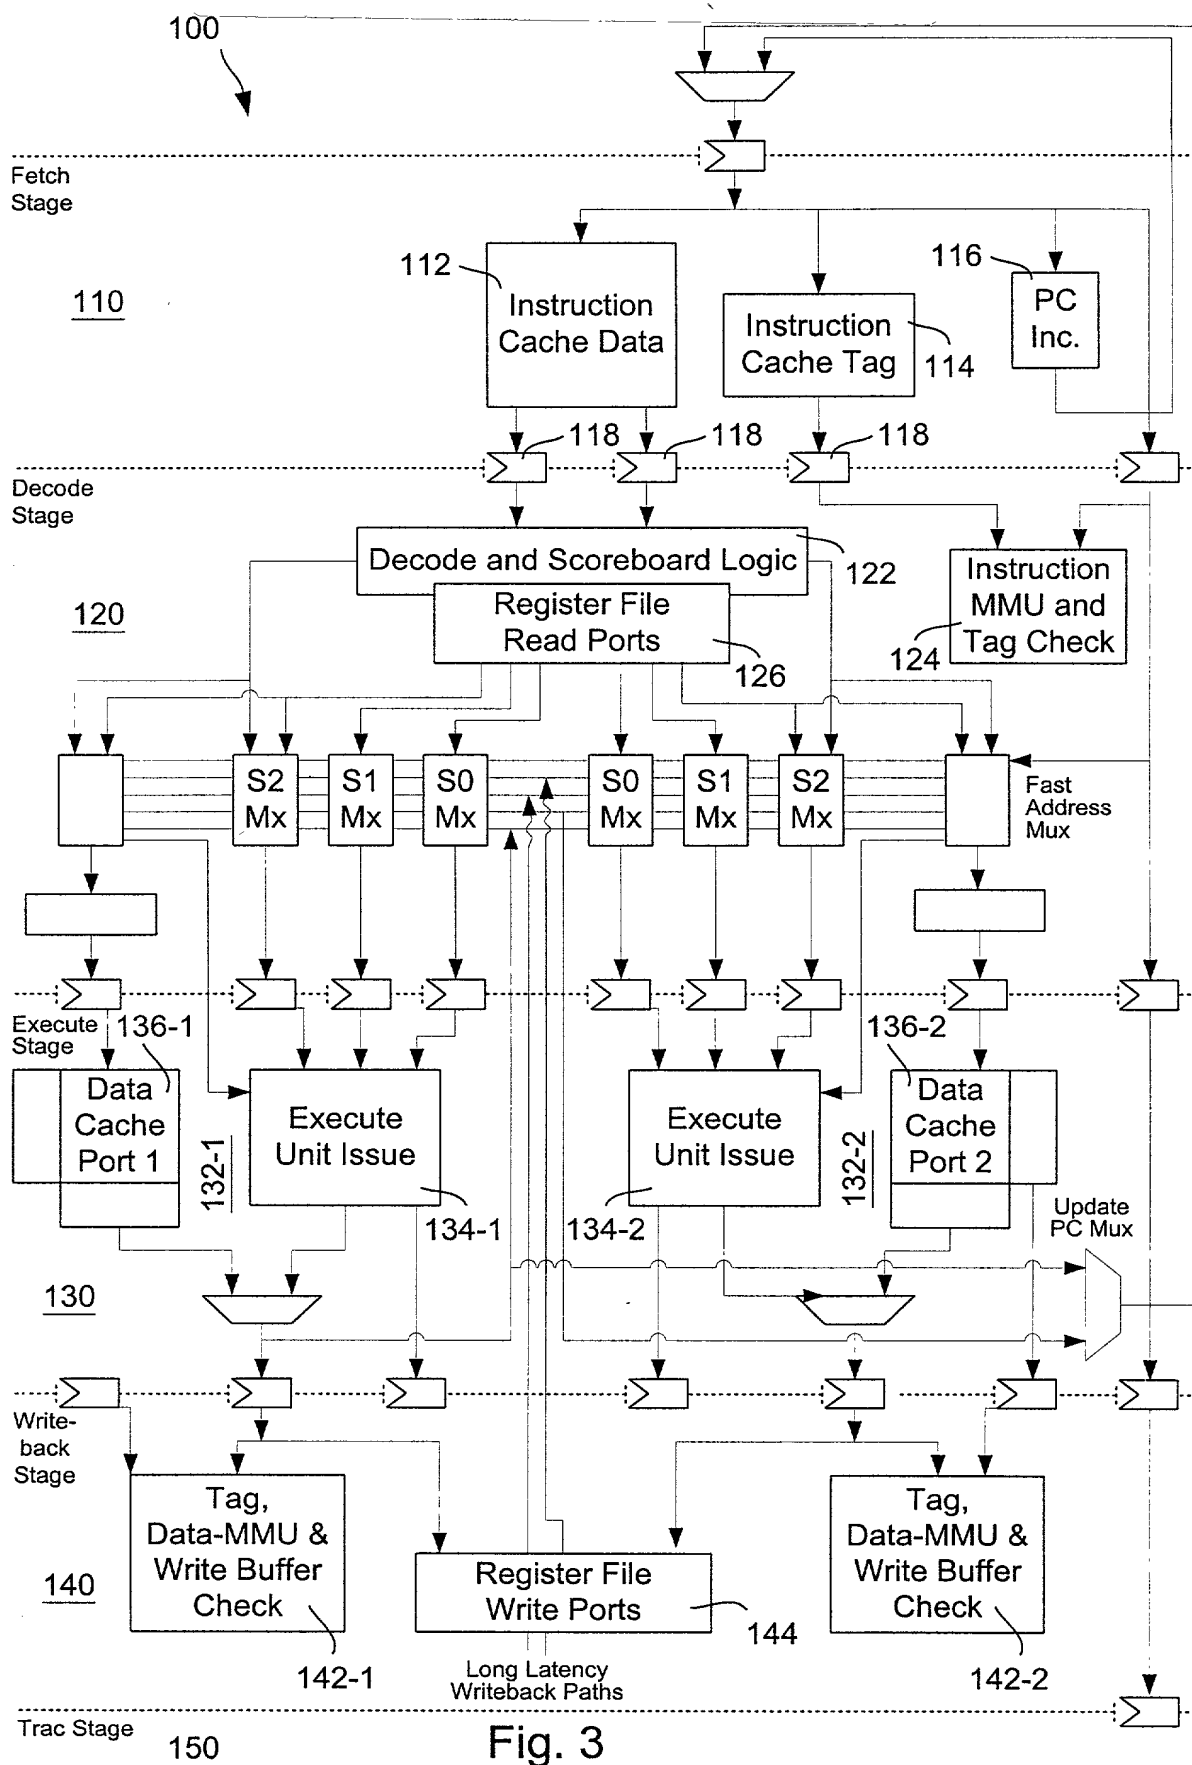 100
Fetch
Stage
112
Instruction
Cache Data
Instruction
Cache Tag
114
116
PC
Inc.
110
118
118
118
Decode
Stage
Decode and Scoreboard Logic
122
Register File
Read Ports
126
Instruction
MMU and
Tag Check
124
120
S2
Mx
S1
Mx
S0
Mx
S0
Mx
S1
Mx
S2
Mx
Fast
Address
Mux
Execute
Stage
136-1
Data
Cache
Port 1
132-1
Execute
Unit Issue
134-1
Execute
Unit Issue
134-2
132-2
136-2
Data
Cache
Port 2
Update
PC Mux
130
Write-
back
Stage
Tag,
Data-MMU &
Write Buffer
Check
142-1
Register File
Write Ports
144
Tag,
Data-MMU &
Write Buffer
Check
142-2
140
Long Latency
Writeback Paths
Trac Stage
150
Fig. 3